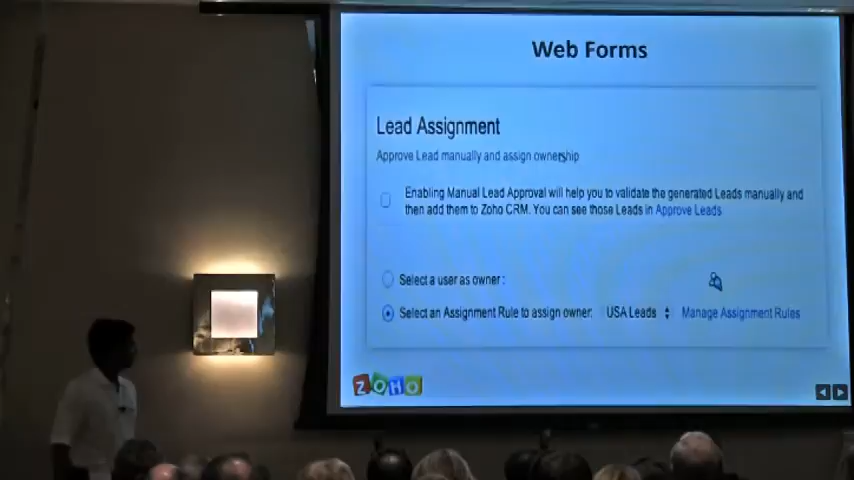 Web Forms
Lead Assignment
Approve Lead manually and assign ownership
Enabling Manual Lead Approval will help you to validate the generated Leads manually and
then add them to Zoho CRM. You can see those Leads in Approve Leads
Select a user as owner :
Select an Assignment Rule to assign owner: USA Leads Manage Assignment Rules
ZOHO